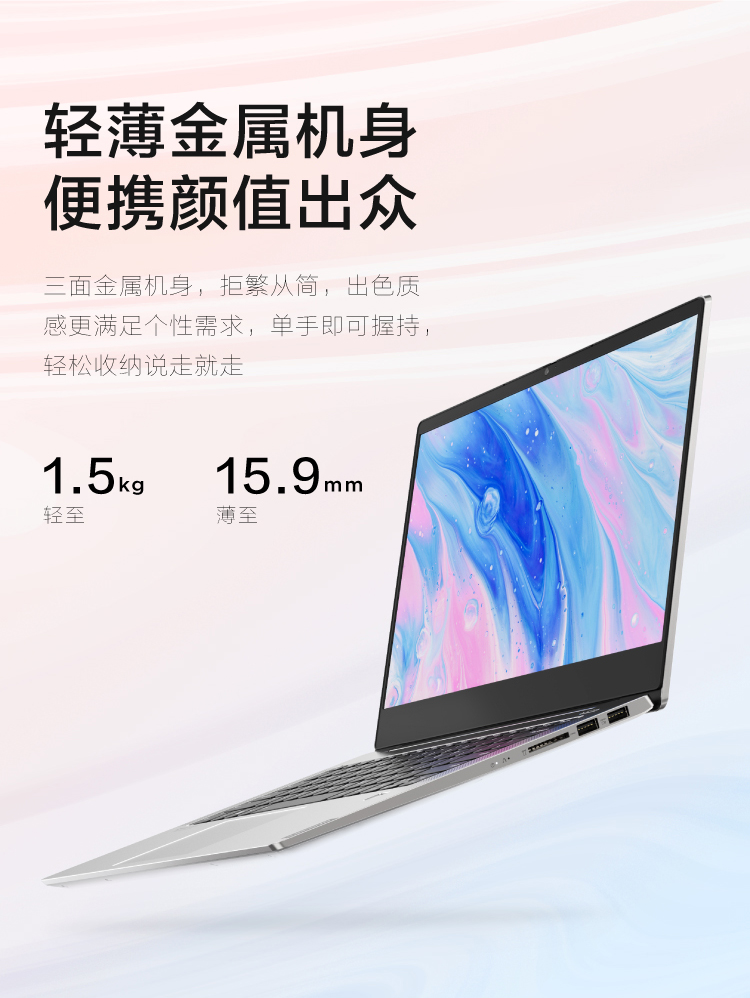 轻薄金属机身
便携颜值出众
三面金属机身，拒繁从简，出色质
感更满足个性需求，单手即可握持，
轻松收纳说走就走
1.5kg 15.9mm
轻至 薄至